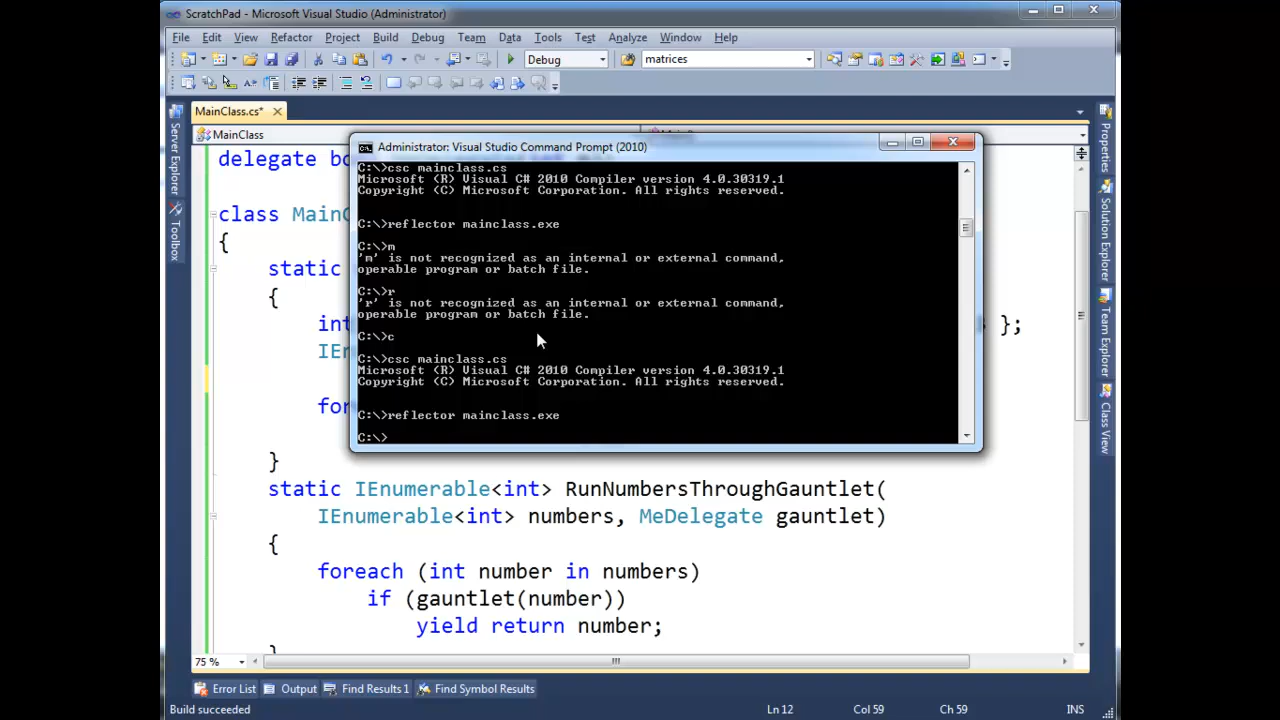 ScratchPad - Microsoft Visual Studio (Administrator)
File Edit View Refactor Project Build Debug Team Data Tools Test Analyze Window Help
Debug
matrices
MainClass.cs*
MainClass
Server Explorer
Toolbox
Properties
Solution Explorer
Team Explorer
Class View
delegate
class
{
static
{
};
}
Administrator: Visual Studio Command Prompt (2010)
C:\>csc mainclass.cs
Microsoft (R) Visual C# 2010 Compiler version 4.0.30319.1
Copyright (C) Microsoft Corporation. All rights reserved.
C:\>reflector mainclass.exe
C:\>m
'm' is not recognized as an internal or external command,
operable program or batch file.
C:\>r
'r' is not recognized as an internal or external command,
operable program or batch file.
C:\>c
C:\>csc mainclass.cs
Microsoft (R) Visual C# 2010 Compiler version 4.0.30319.1
Copyright (C) Microsoft Corporation. All rights reserved.
C:\>reflector mainclass.exe
C:\>
static IEnumerable<int> RunNumbersThroughGauntlet(
IEnumerable<int> numbers, MeDelegate gauntlet)
{
foreach (int number in numbers)
if (gauntlet(number))
yield return number;
75 %
Error List Output Find Results 1 Find Symbol Results
Build succeeded Ln 12 Col 59 Ch 59 INS